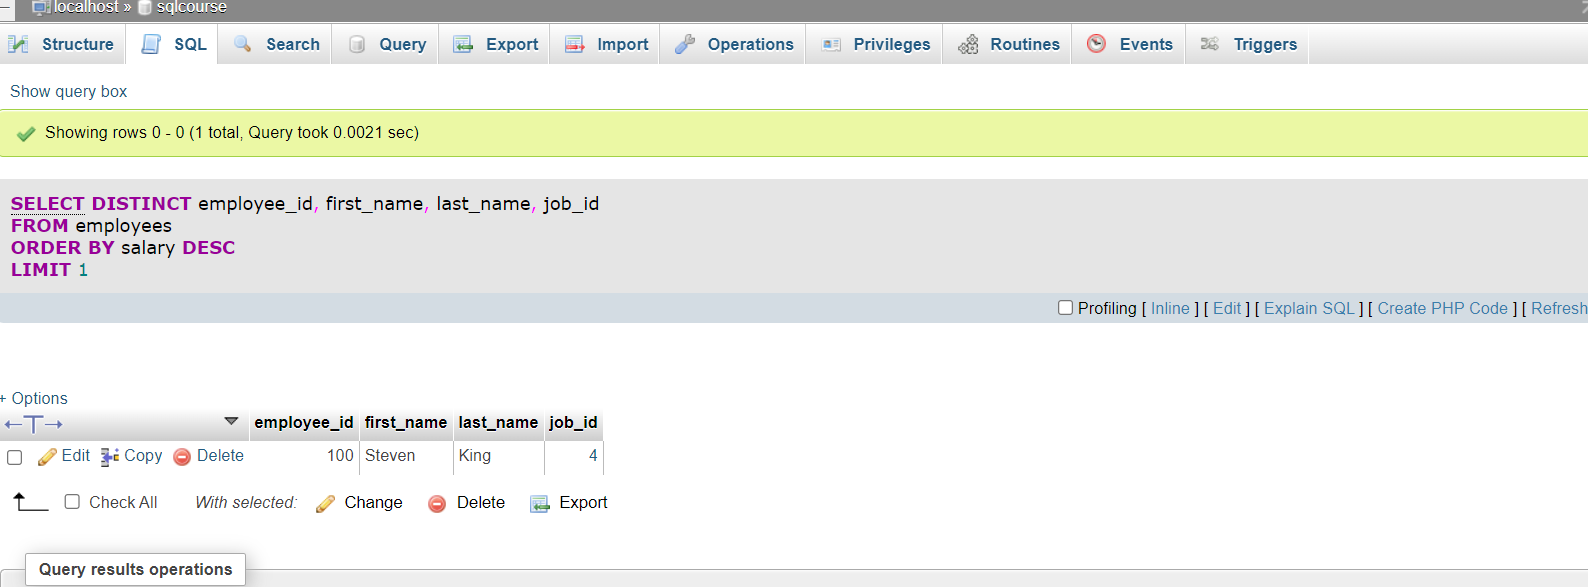 localhost » sqlcourse
Structure SQL Search Query Export Import Operations Privileges Routines Events Triggers
Show query box
Showing rows 0 - 0 (1 total, Query took 0.0021 sec)
SELECT DISTINCT employee_id, first_name, last_name, job_id
FROM employees
ORDER BY salary DESC
LIMIT 1
Profiling [ Inline ] [ Edit ] [ Explain SQL ] [ Create PHP Code ] [ Refresh
+ Options
←T→ employee_id first_name last_name job_id
Edit Copy Delete 100 Steven King 4
Check All With selected: Change Delete Export
Query results operations